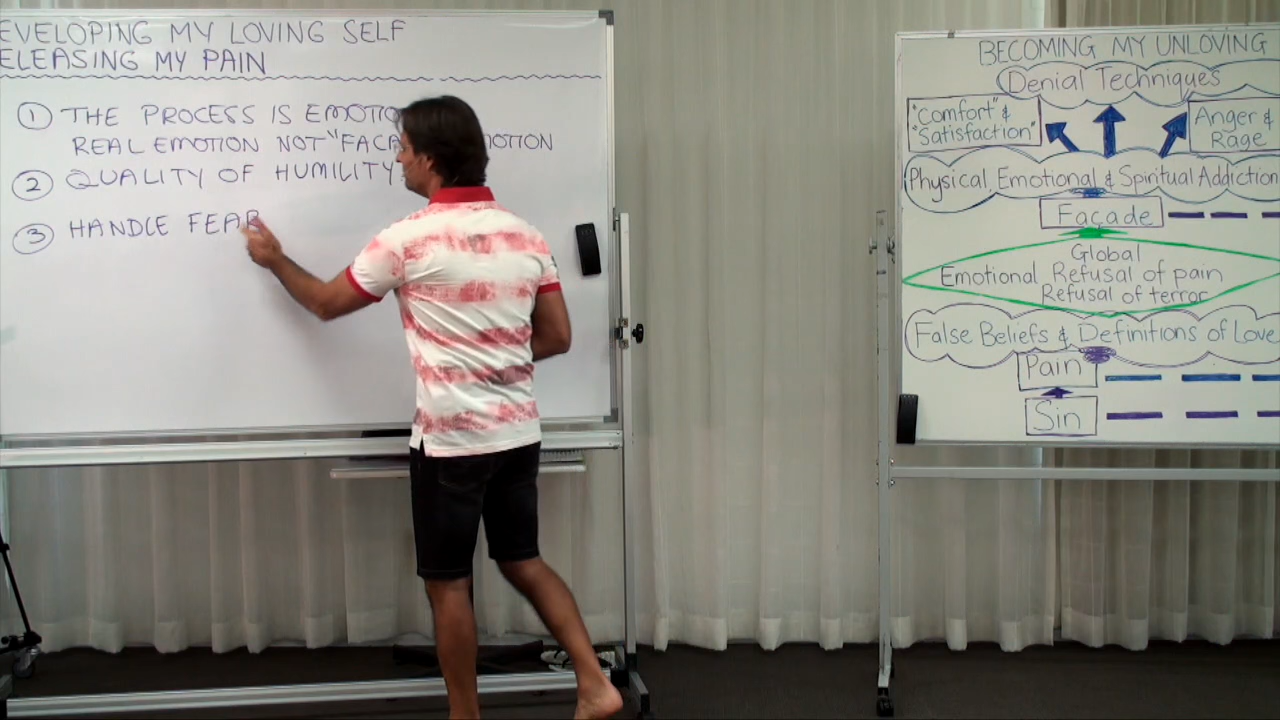 EVELOPING MY LOVING SELF
ELEASING MY PAIN
① THE PROCESS IS EMOTIO
REAL EMOTION NOT "FACA MOTION
② QUALITY OF HUMILITY
③ HANDLE FEAR
BECOMING MY UNLOVING
Denial Techniques
"Comfort" &
"Satisfaction"
Anger &
Rage
Physical, Emotional & Spiritual Addiction
Façade
Global
Emotional Refusal of pain
Refusal of terror
False Beliefs & Definitions of Love
Pain
Sin